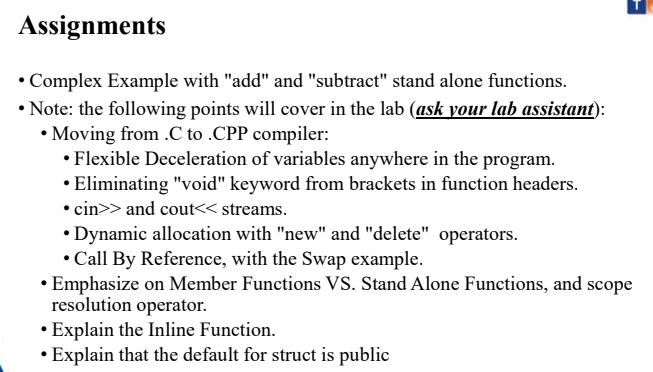 T
Assignments
• Complex Example with "add" and "subtract" stand alone functions.
• Note: the following points will cover in the lab (ask your lab assistant):
• Moving from .C to .CPP compiler:
• Flexible Deceleration of variables anywhere in the program.
• Eliminating "void" keyword from brackets in function headers.
• cin>> and cout<< streams.
• Dynamic allocation with "new" and "delete" operators.
• Call By Reference, with the Swap example.
• Emphasize on Member Functions VS. Stand Alone Functions, and scope
resolution operator.
• Explain the Inline Function.
• Explain that the default for struct is public